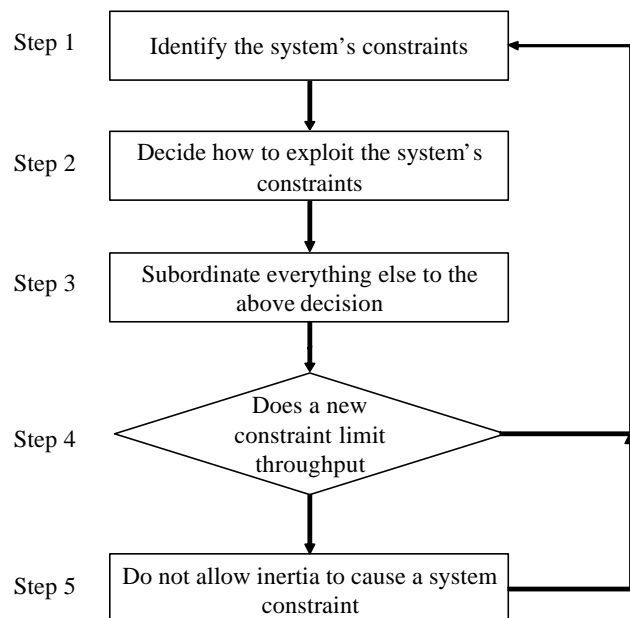 Step 1
Identify the system's constraints
Step 2
Decide how to exploit the system's
constraints
Step 3
Subordinate everything else to the
above decision
Step 4
Does a new
constraint limit
throughput
Step 5
Do not allow inertia to cause a system
constraint